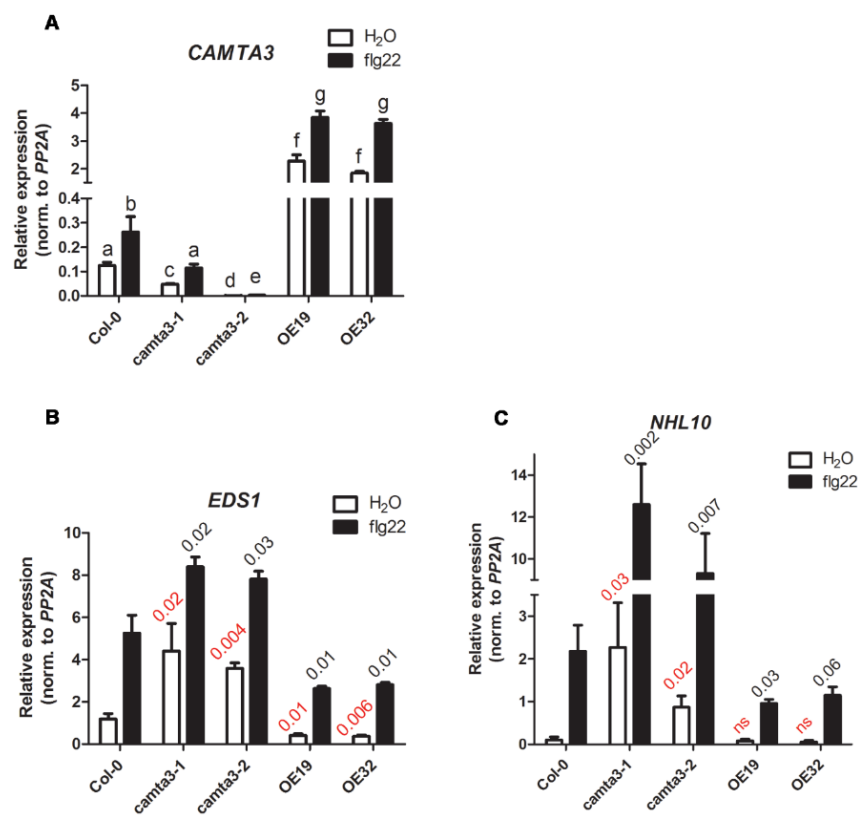 A
CAMTA3
H₂O
flg22
Relative expression
(norm. to PP2A)
5
4
3
2
0.4
0.3
0.2
0.1
0.0
a b c a d e f g f g
Col-0 camta3-1 camta3-2 OE19 OE32
B
EDS1
H₂O
flg22
Relative expression
(norm. to PP2A)
10
8
6
4
2
0
0.02 0.02 0.004 0.03 0.01 0.01 0.006 0.01
Col-0 camta3-1 camta3-2 OE19 OE32
C
NHL10
H₂O
flg22
Relative expression
(norm. to PP2A)
14
12
10
8
3
2
1
0
0.03 0.002 0.02 0.007 ns 0.03 ns 0.06
Col-0 camta3-1 camta3-2 OE19 OE32